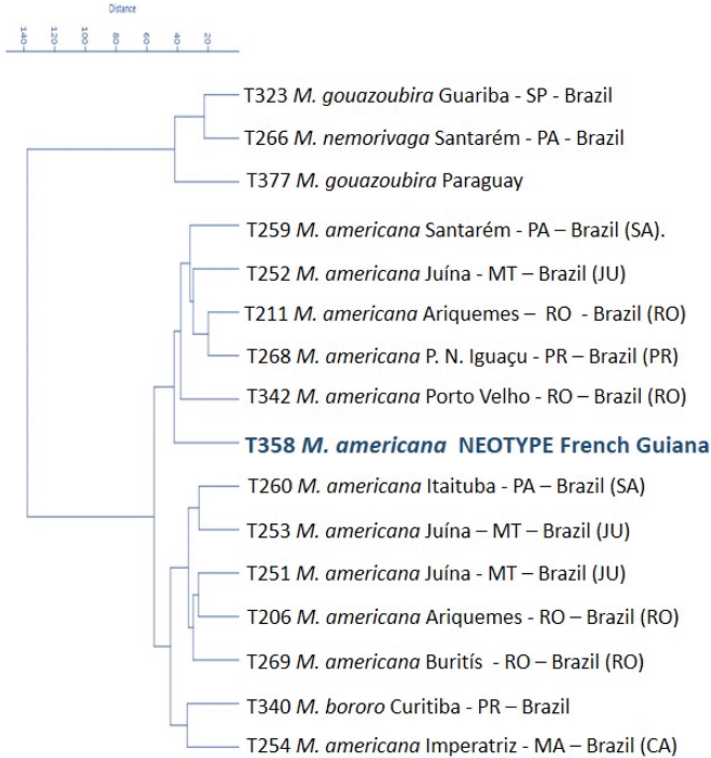 Distance
140 120 100 80 60 40 20
T323 M. gouazoubira Guariba - SP - Brazil
T266 M. nemorivaga Santarém - PA - Brazil
T377 M. gouazoubira Paraguay
T259 M. americana Santarém - PA – Brazil (SA).
T252 M. americana Juína - MT – Brazil (JU)
T211 M. americana Ariquemes – RO - Brazil (RO)
T268 M. americana P. N. Iguaçu - PR – Brazil (PR)
T342 M. americana Porto Velho - RO – Brazil (RO)
T358 M. americana NEOTYPE French Guiana
T260 M. americana Itaituba - PA – Brazil (SA)
T253 M. americana Juína – MT – Brazil (JU)
T251 M. americana Juína - MT – Brazil (JU)
T206 M. americana Ariquemes - RO – Brazil (RO)
T269 M. americana Buritís - RO – Brazil (RO)
T340 M. bororo Curitiba - PR – Brazil
T254 M. americana Imperatriz - MA – Brazil (CA)